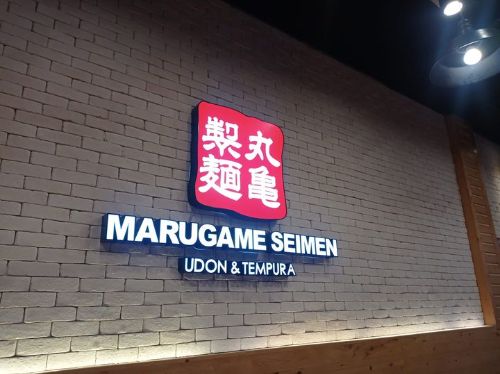 丸亀
製麺
MARUGAME SEIMEN
UDON & TEMPURA